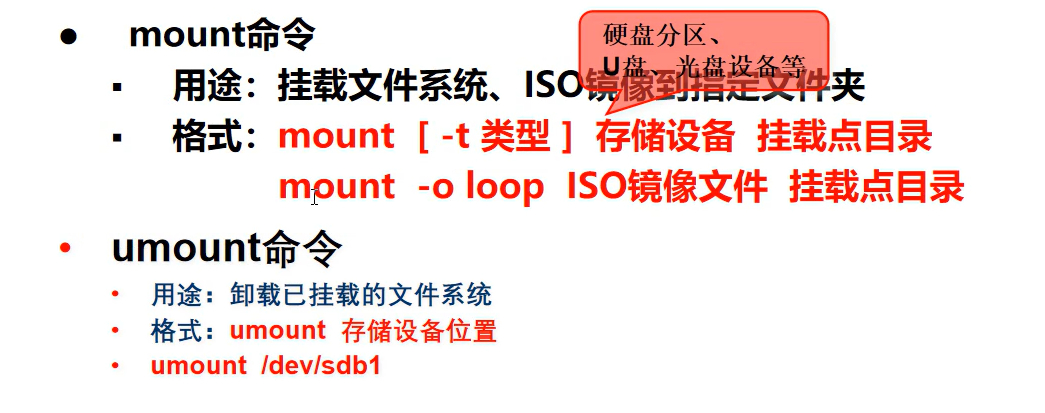 mount命令
硬盘分区、
U盘、光盘设备等
用途：挂载文件系统、ISO镜像到指定文件夹
格式：mount [ -t 类型 ] 存储设备 挂载点目录
mount -o loop ISO镜像文件 挂载点目录
umount命令
用途：卸载已挂载的文件系统
格式：umount 存储设备位置
umount /dev/sdb1